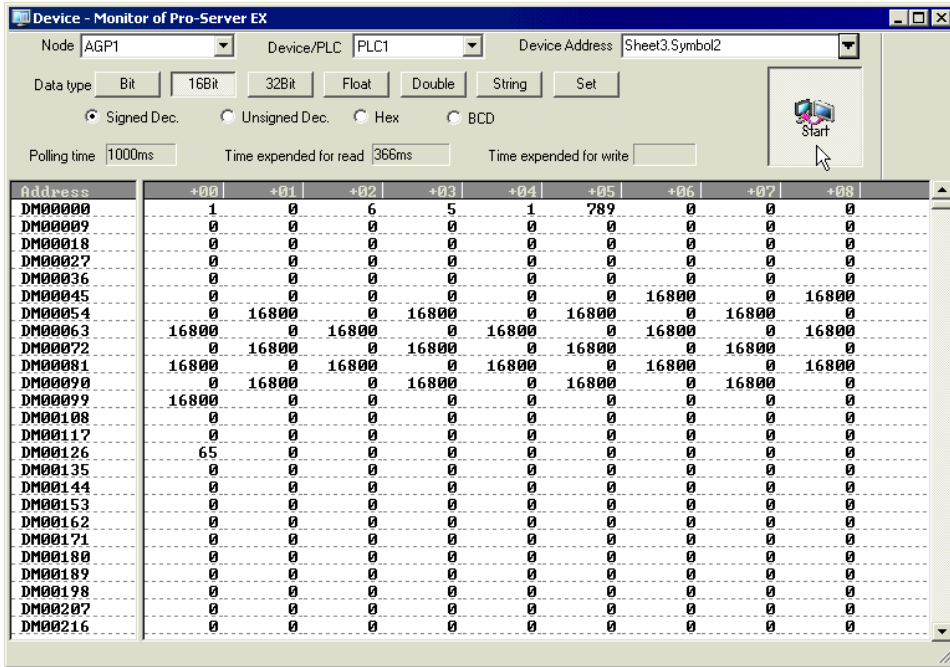 Device - Monitor of Pro-Server EX
Node AGP1 Device/PLC PLC1 Device Address Sheet3.Symbol2
Data type Bit 16Bit 32Bit Float Double String Set
Signed Dec. Unsigned Dec. Hex BCD
Start
Polling time 1000ms Time expended for read 366ms Time expended for write
Address +00 +01 +02 +03 +04 +05 +06 +07 +08
DM00000 1 0 6 5 1 789 0 0 0
DM00009 0 0 0 0 0 0 0 0 0
DM00018 0 0 0 0 0 0 0 0 0
DM00027 0 0 0 0 0 0 0 0 0
DM00036 0 0 0 0 0 0 0 0 0
DM00045 0 0 0 0 0 0 16800 0 16800
DM00054 0 16800 0 16800 0 16800 0 16800 0
DM00063 16800 0 16800 0 16800 0 16800 0 16800
DM00072 0 16800 0 16800 0 16800 0 16800 0
DM00081 16800 0 16800 0 16800 0 16800 0 16800
DM00090 0 16800 0 16800 0 16800 0 16800 0
DM00099 16800 0 0 0 0 0 0 0 0
DM00108 0 0 0 0 0 0 0 0 0
DM00117 0 0 0 0 0 0 0 0 0
DM00126 65 0 0 0 0 0 0 0 0
DM00135 0 0 0 0 0 0 0 0 0
DM00144 0 0 0 0 0 0 0 0 0
DM00153 0 0 0 0 0 0 0 0 0
DM00162 0 0 0 0 0 0 0 0 0
DM00171 0 0 0 0 0 0 0 0 0
DM00180 0 0 0 0 0 0 0 0 0
DM00189 0 0 0 0 0 0 0 0 0
DM00198 0 0 0 0 0 0 0 0 0
DM00207 0 0 0 0 0 0 0 0 0
DM00216 0 0 0 0 0 0 0 0 0